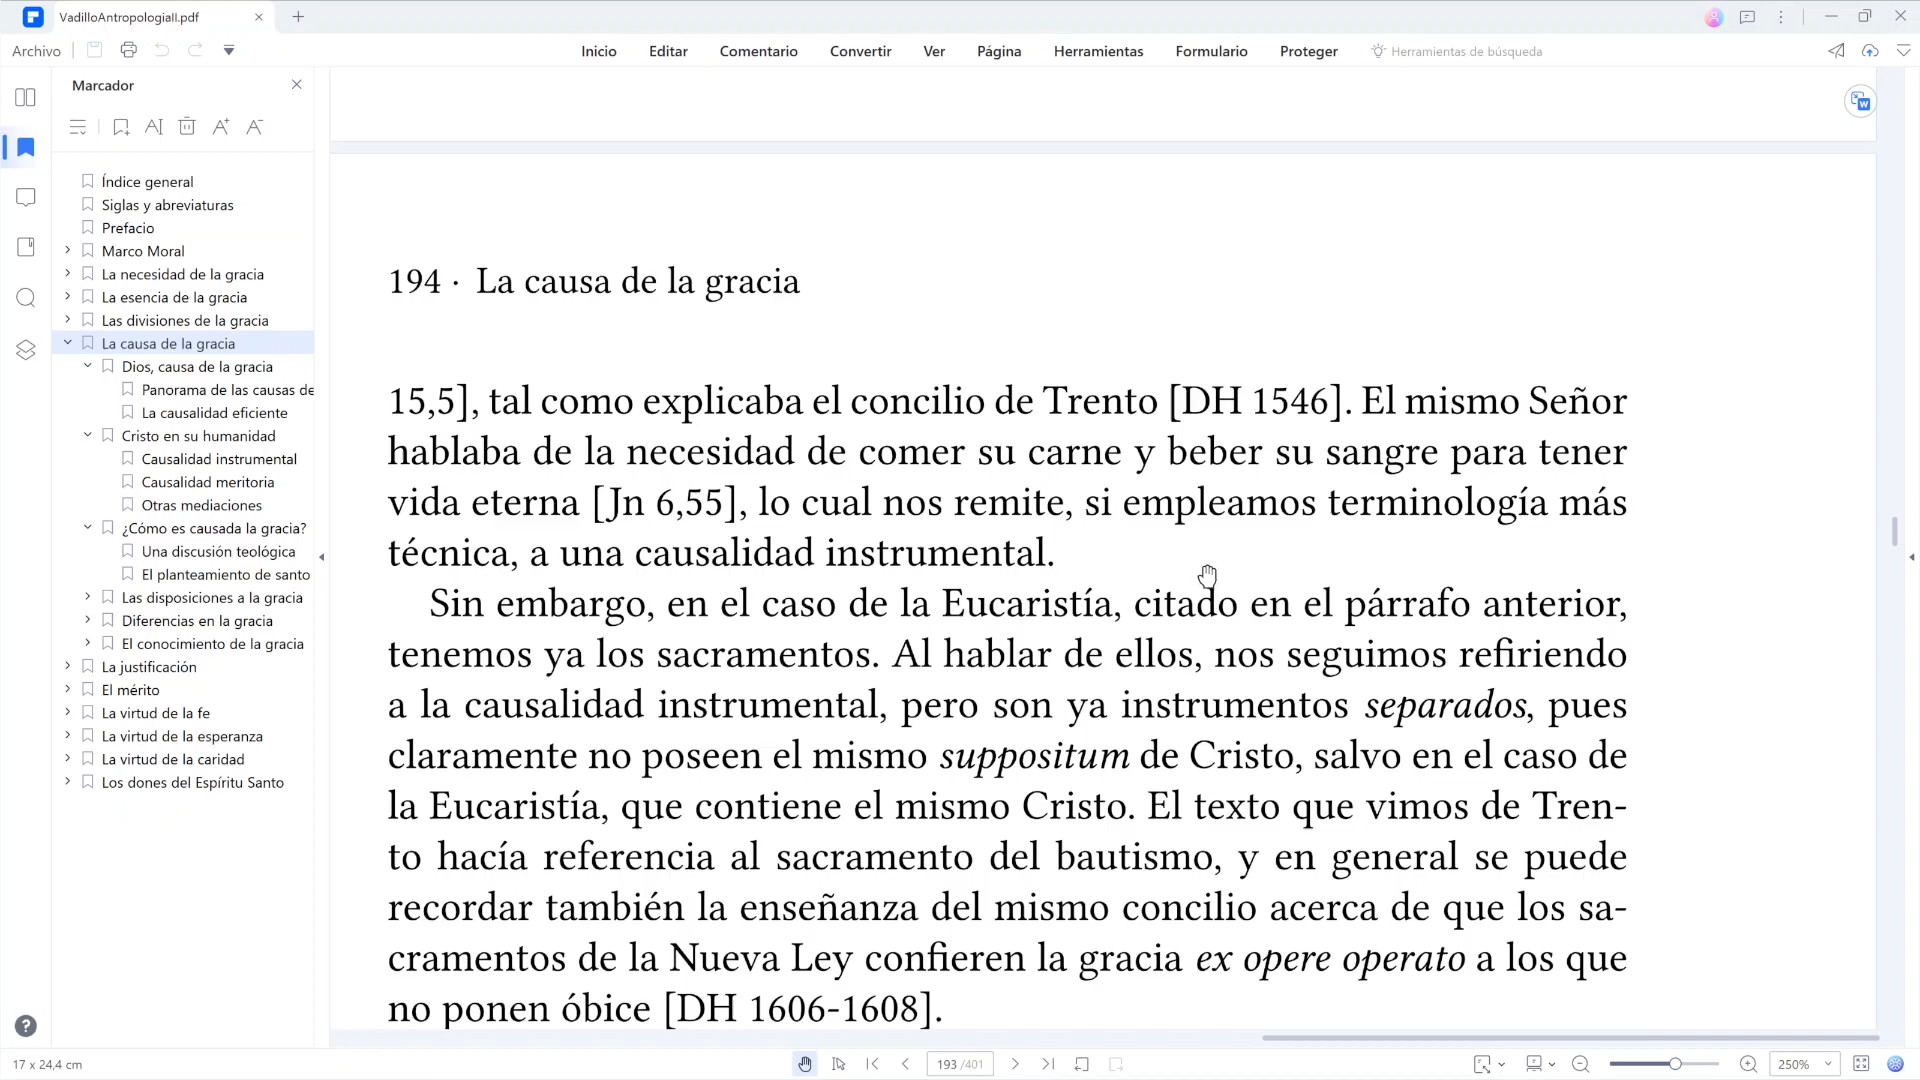 VadilloAntropologiaII.pdf
Archivo
Inicio
Editar
Comentario
Convertir
Ver
Página
Herramientas
Formulario
Proteger
Herramientas de búsqueda
Marcador
Índice general
Siglas y abreviaturas
Prefacio
Marco Moral
La necesidad de la gracia
La esencia de la gracia
Las divisiones de la gracia
La causa de la gracia
Dios, causa de la gracia
Panorama de las causas de
La causalidad eficiente
Cristo en su humanidad
Causalidad instrumental
Causalidad meritoria
Otras mediaciones
¿Cómo es causada la gracia?
Una discusión teológica
El planteamiento de santo
Las disposiciones a la gracia
Diferencias en la gracia
El conocimiento de la gracia
La justificación
El mérito
La virtud de la fe
La virtud de la esperanza
La virtud de la caridad
Los dones del Espíritu Santo
194 · La causa de la gracia
15,5], tal como explicaba el concilio de Trento [DH 1546]. El mismo Señor
hablaba de la necesidad de comer su carne y beber su sangre para tener
vida eterna [Jn 6,55], lo cual nos remite, si empleamos terminología más
técnica, a una causalidad instrumental.
Sin embargo, en el caso de la Eucaristía, citado en el párrafo anterior,
tenemos ya los sacramentos. Al hablar de ellos, nos seguimos refiriendo
a la causalidad instrumental, pero son ya instrumentos separados, pues
claramente no poseen el mismo suppositum de Cristo, salvo en el caso de
la Eucaristía, que contiene el mismo Cristo. El texto que vimos de Tren-
to hacía referencia al sacramento del bautismo, y en general se puede
recordar también la enseñanza del mismo concilio acerca de que los sa-
cramentos de la Nueva Ley confieren la gracia ex opere operato a los que
no ponen óbice [DH 1606-1608].
17 x 24,4 cm
193 /401
250%